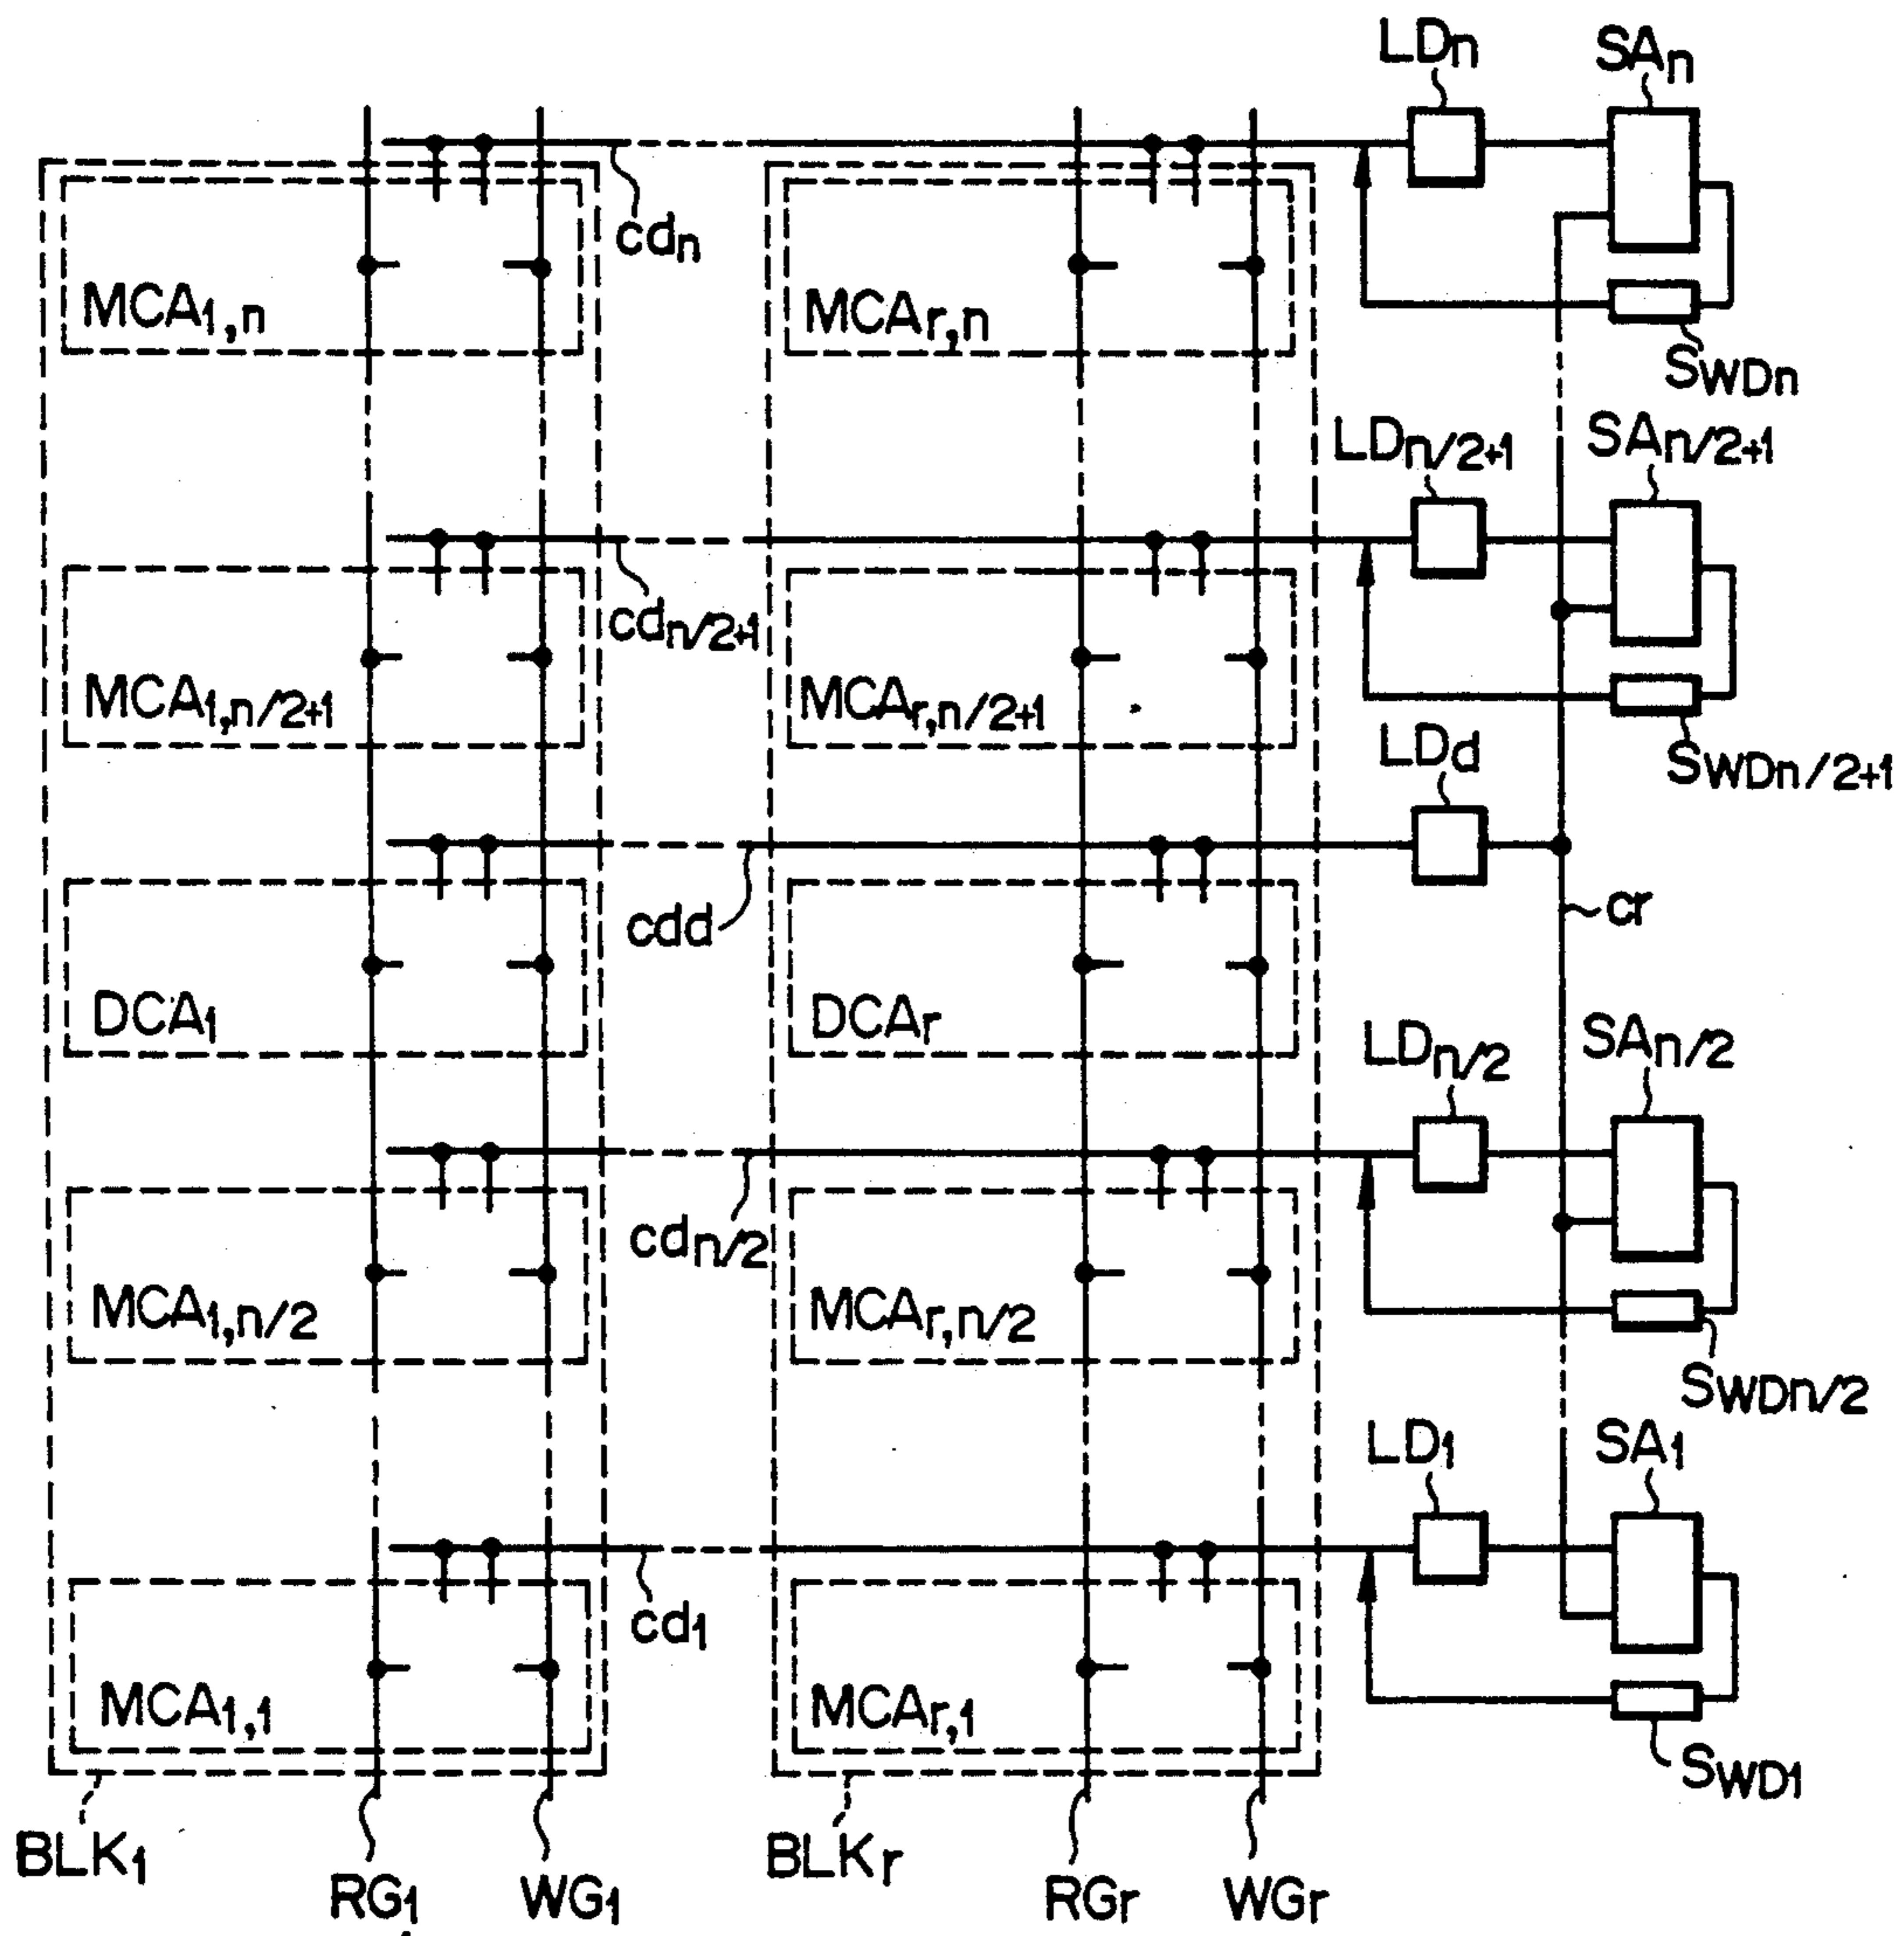 LDn SAn
cdn
MCA1,n MCAr,n
SWDn
LDn/2+1 SAn/2+1
cdn/2+1
MCA1,n/2+1 MCAr,n/2+1
LDd SWDn/2+1
cdd cr
DCA1 DCAr
LDn/2 SAn/2
cdn/2
MCA1,n/2 MCAr,n/2
SWDn/2
LD1 SA1
cd1
MCA1,1 MCAr,1
SWD1
BLK1 BLKr
RG1 WG1 RGr WGr